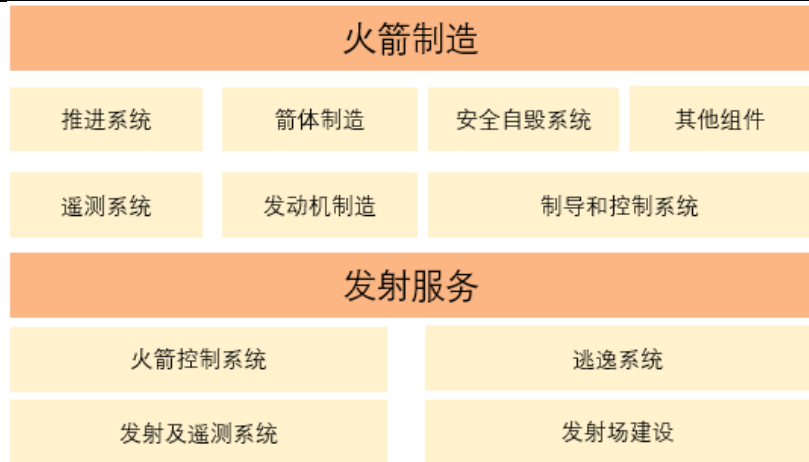 火箭制造
推进系统 箭体制造 安全自毁系统 其他组件
遥测系统 发动机制造 制导和控制系统
发射服务
火箭控制系统 逃逸系统
发射及遥测系统 发射场建设